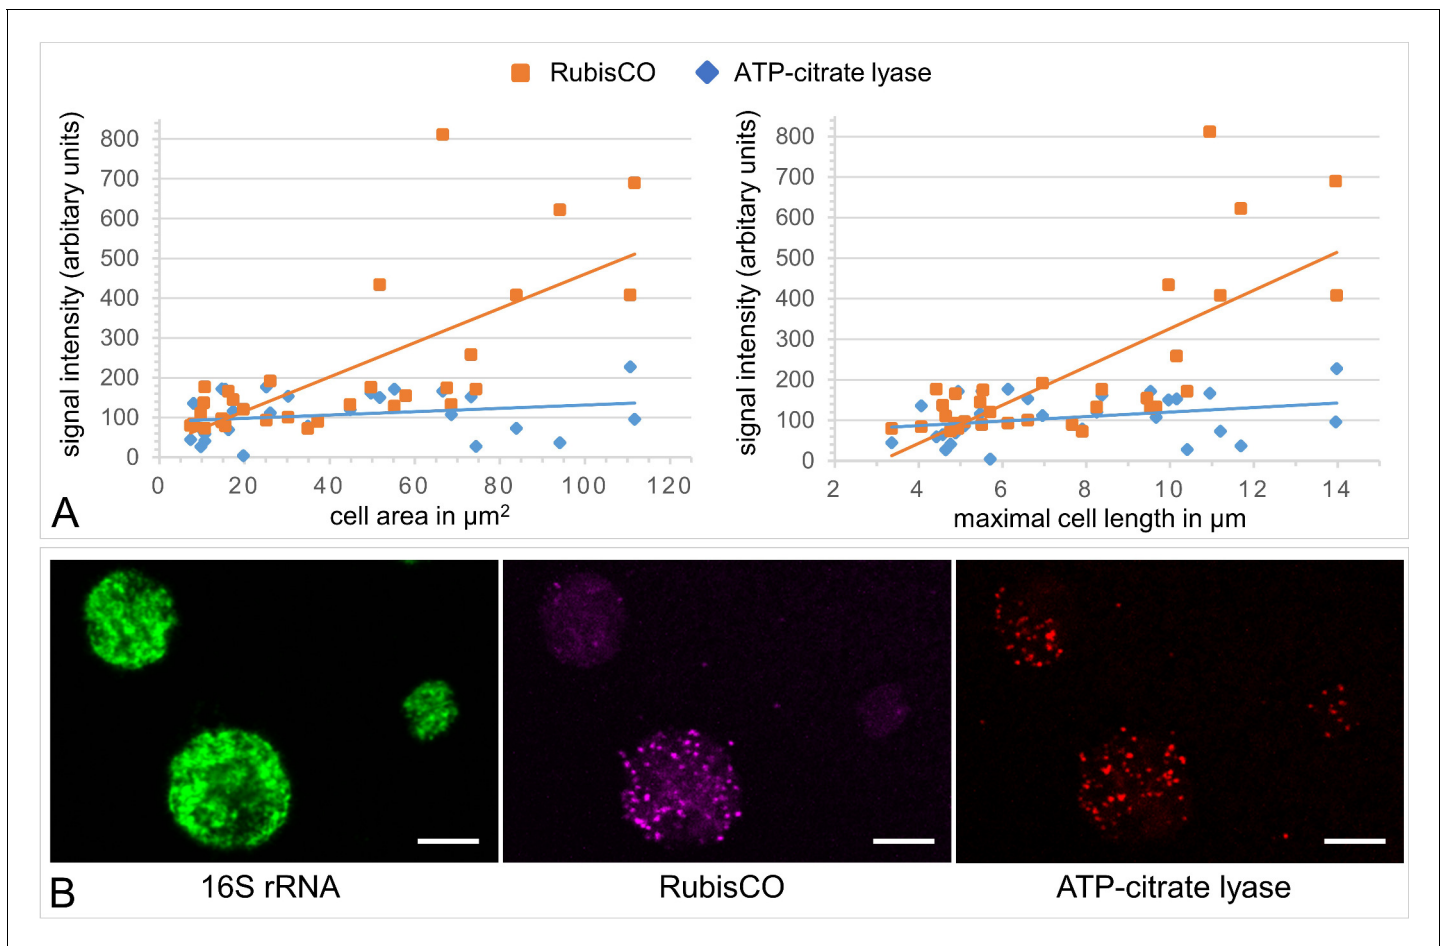 RubisCO ATP-citrate lyase
signal intensity (arbitary units)
800
700
600
500
400
300
200
100
0
0 20 40 60 80 100 120
cell area in µm²
signal intensity (arbitary units)
800
700
600
500
400
300
200
100
0
2 4 6 8 10 12 14
maximal cell length in µm
A
16S rRNA RubisCO ATP-citrate lyase
B